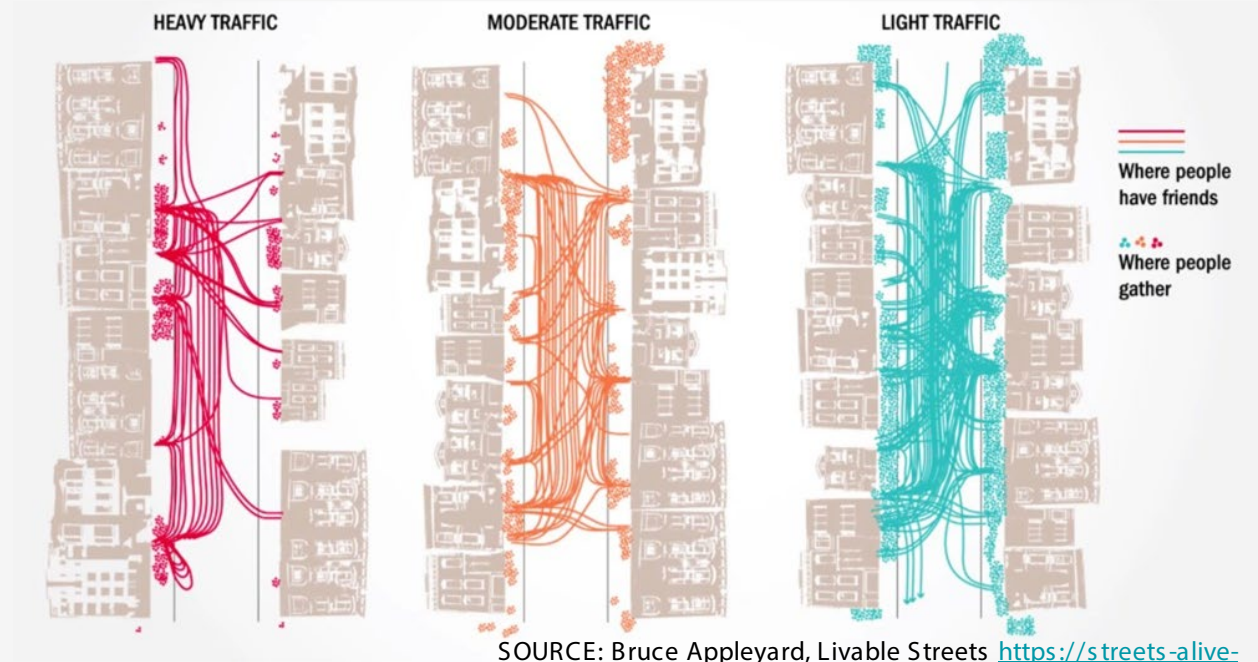 HEAVY TRAFFIC
MODERATE TRAFFIC
LIGHT TRAFFIC
Where people
have friends
Where people
gather
SOURCE: Bruce Appleyard, Livable Streets https://streets-alive-